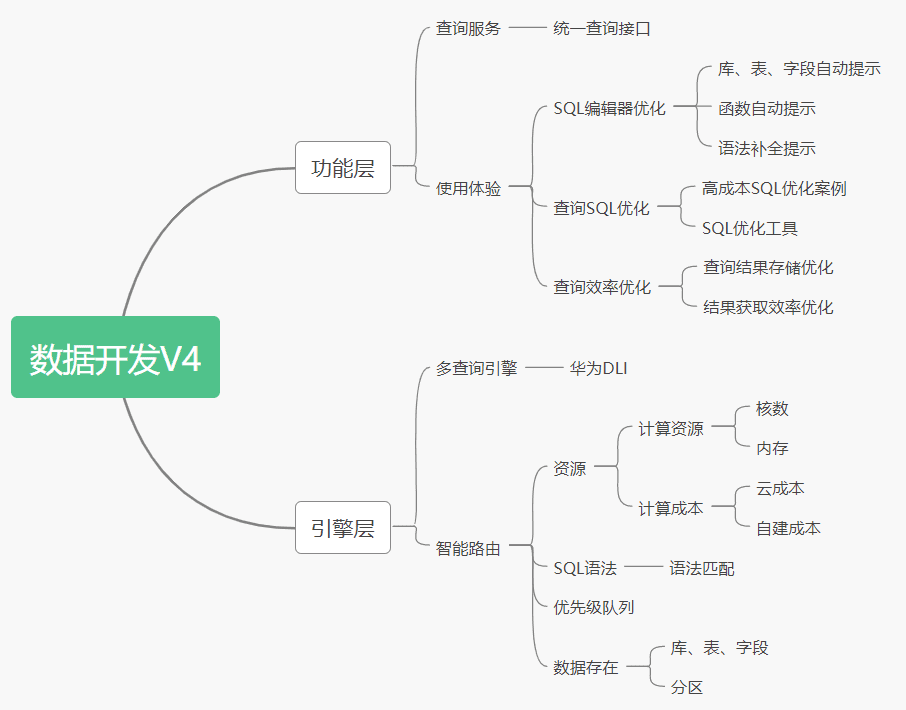 数据开发V4
功能层
查询服务
统一查询接口
使用体验
SQL编辑器优化
库、表、字段自动提示
函数自动提示
语法补全提示
查询SQL优化
高成本SQL优化案例
SQL优化工具
查询效率优化
查询结果存储优化
结果获取效率优化
引擎层
多查询引擎
华为DLI
智能路由
资源
计算资源
核数
内存
计算成本
云成本
自建成本
SQL语法
语法匹配
优先级队列
数据存在
库、表、字段
分区